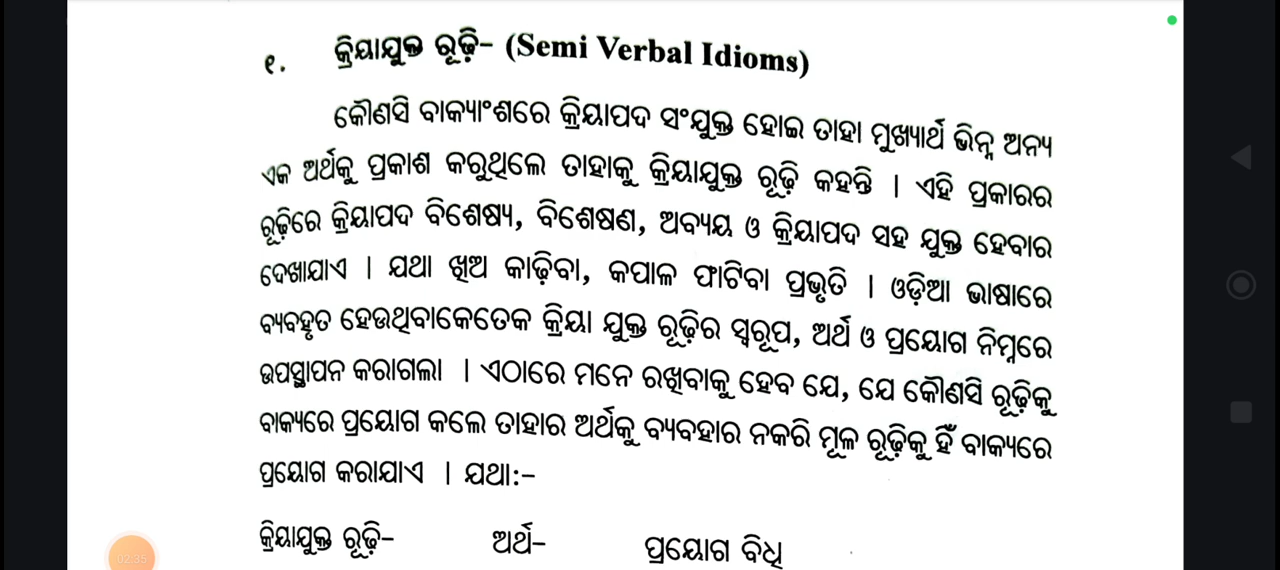 ୧. କ୍ରିୟାଯୁକ୍ତ ରୂଢ଼ି- (Semi Verbal Idioms)
କୌଣସି ବାକ୍ୟାଂଶରେ କ୍ରିୟାପଦ ସଂଯୁକ୍ତ ହୋଇ ତାହା ମୁଖ୍ୟାର୍ଥ ଭିନ୍ନ ଅନ୍ୟ
ଏକ ଅର୍ଥକୁ ପ୍ରକାଶ କରୁଥିଲେ ତାହାକୁ କ୍ରିୟାଯୁକ୍ତ ରୂଢ଼ି କହନ୍ତି । ଏହି ପ୍ରକାରର
ରୂଢ଼ିରେ କ୍ରିୟାପଦ ବିଶେଷ୍ୟ, ବିଶେଷଣ, ଅବ୍ୟୟ ଓ କ୍ରିୟାପଦ ସହ ଯୁକ୍ତ ହେବାର
ଦେଖାଯାଏ । ଯଥା ଖିଅ କାଢ଼ିବା, କପାଳ ଫାଟିବା ପ୍ରଭୃତି । ଓଡ଼ିଆ ଭାଷାରେ
ବ୍ୟବହୃତ ହେଉଥିବାକେତେକ କ୍ରିୟା ଯୁକ୍ତ ରୂଢ଼ିର ସ୍ୱରୂପ, ଅର୍ଥ ଓ ପ୍ରୟୋଗ ନିମ୍ନରେ
ଉପସ୍ଥାପନ କରାଗଲା । ଏଠାରେ ମନେ ରଖିବାକୁ ହେବ ଯେ, ଯେ କୌଣସି ରୂଢ଼ିକୁ
ବାକ୍ୟରେ ପ୍ରୟୋଗ କଲେ ତାହାର ଅର୍ଥକୁ ବ୍ୟବହାର ନକରି ମୂଳ ରୂଢ଼ିକୁ ହିଁ ବାକ୍ୟରେ
ପ୍ରୟୋଗ କରାଯାଏ । ଯଥା:-
କ୍ରିୟାଯୁକ୍ତ ରୂଢ଼ି- ଅର୍ଥ- ପ୍ରୟୋଗ ବିଧି
02:35